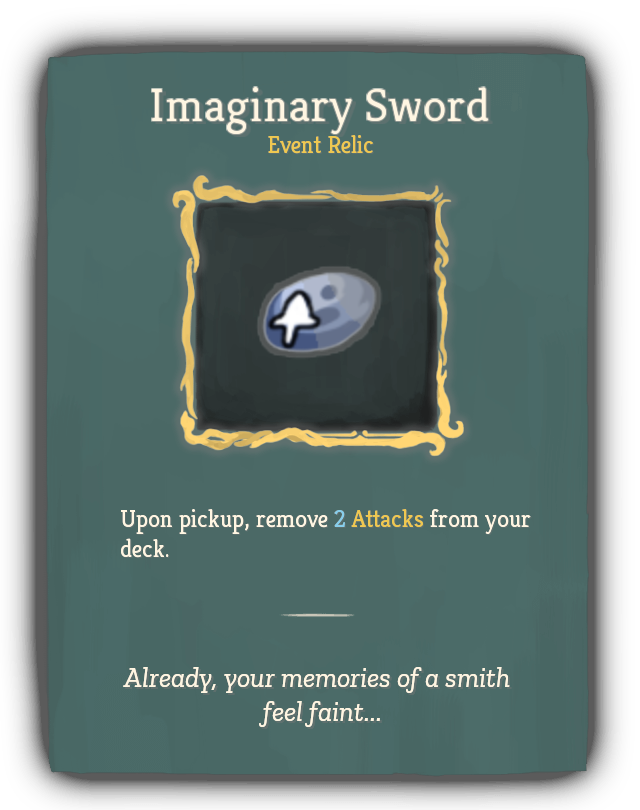 Imaginary Sword
Event Relic
Upon pickup, remove 2 Attacks from your
deck.
Already, your memories of a smith
feel faint...